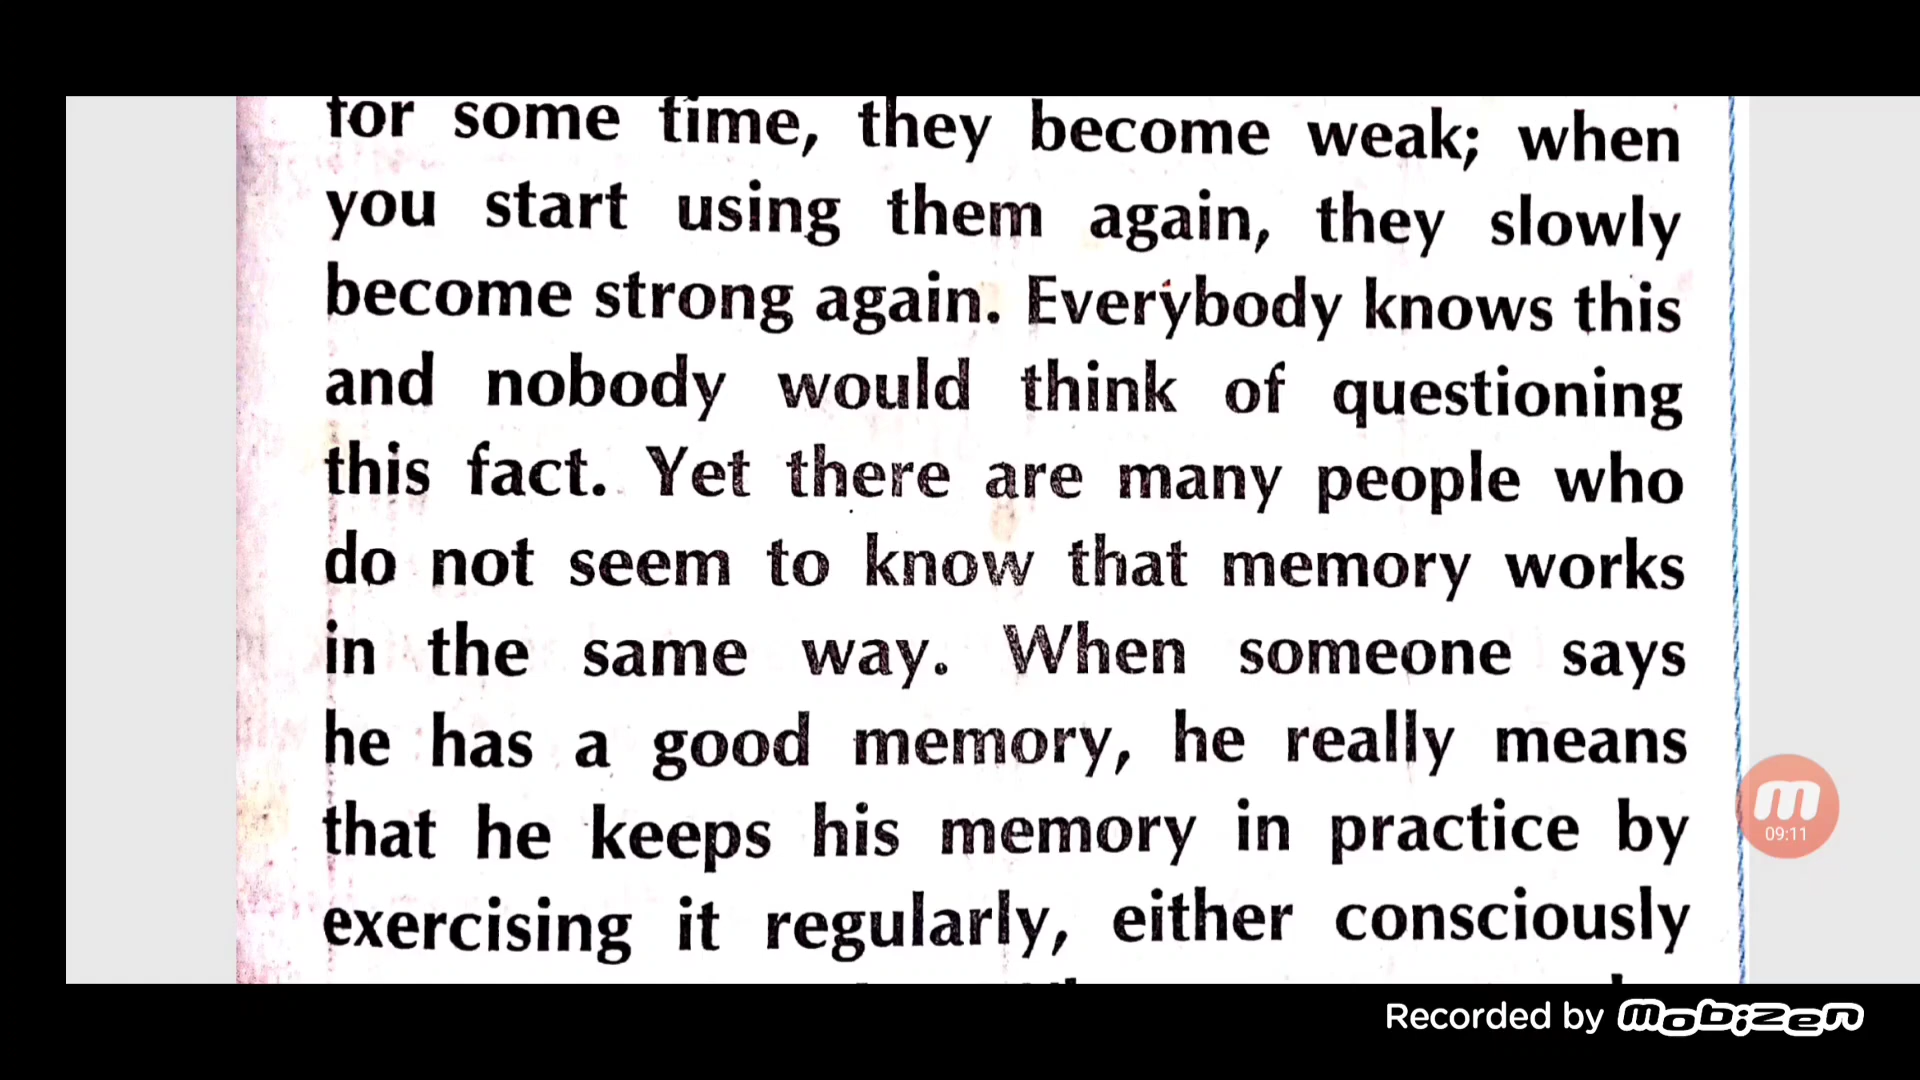 for some time, they become weak; when
you start using them again, they slowly
become strong again. Everybody knows this
and nobody would think of questioning
this fact. Yet there are many people who
do not seem to know that memory works
in the same way. When someone says
he has a good memory, he really means
that he keeps his memory in practice by
exercising it regularly, either consciously
09:11
Recorded by mobizen